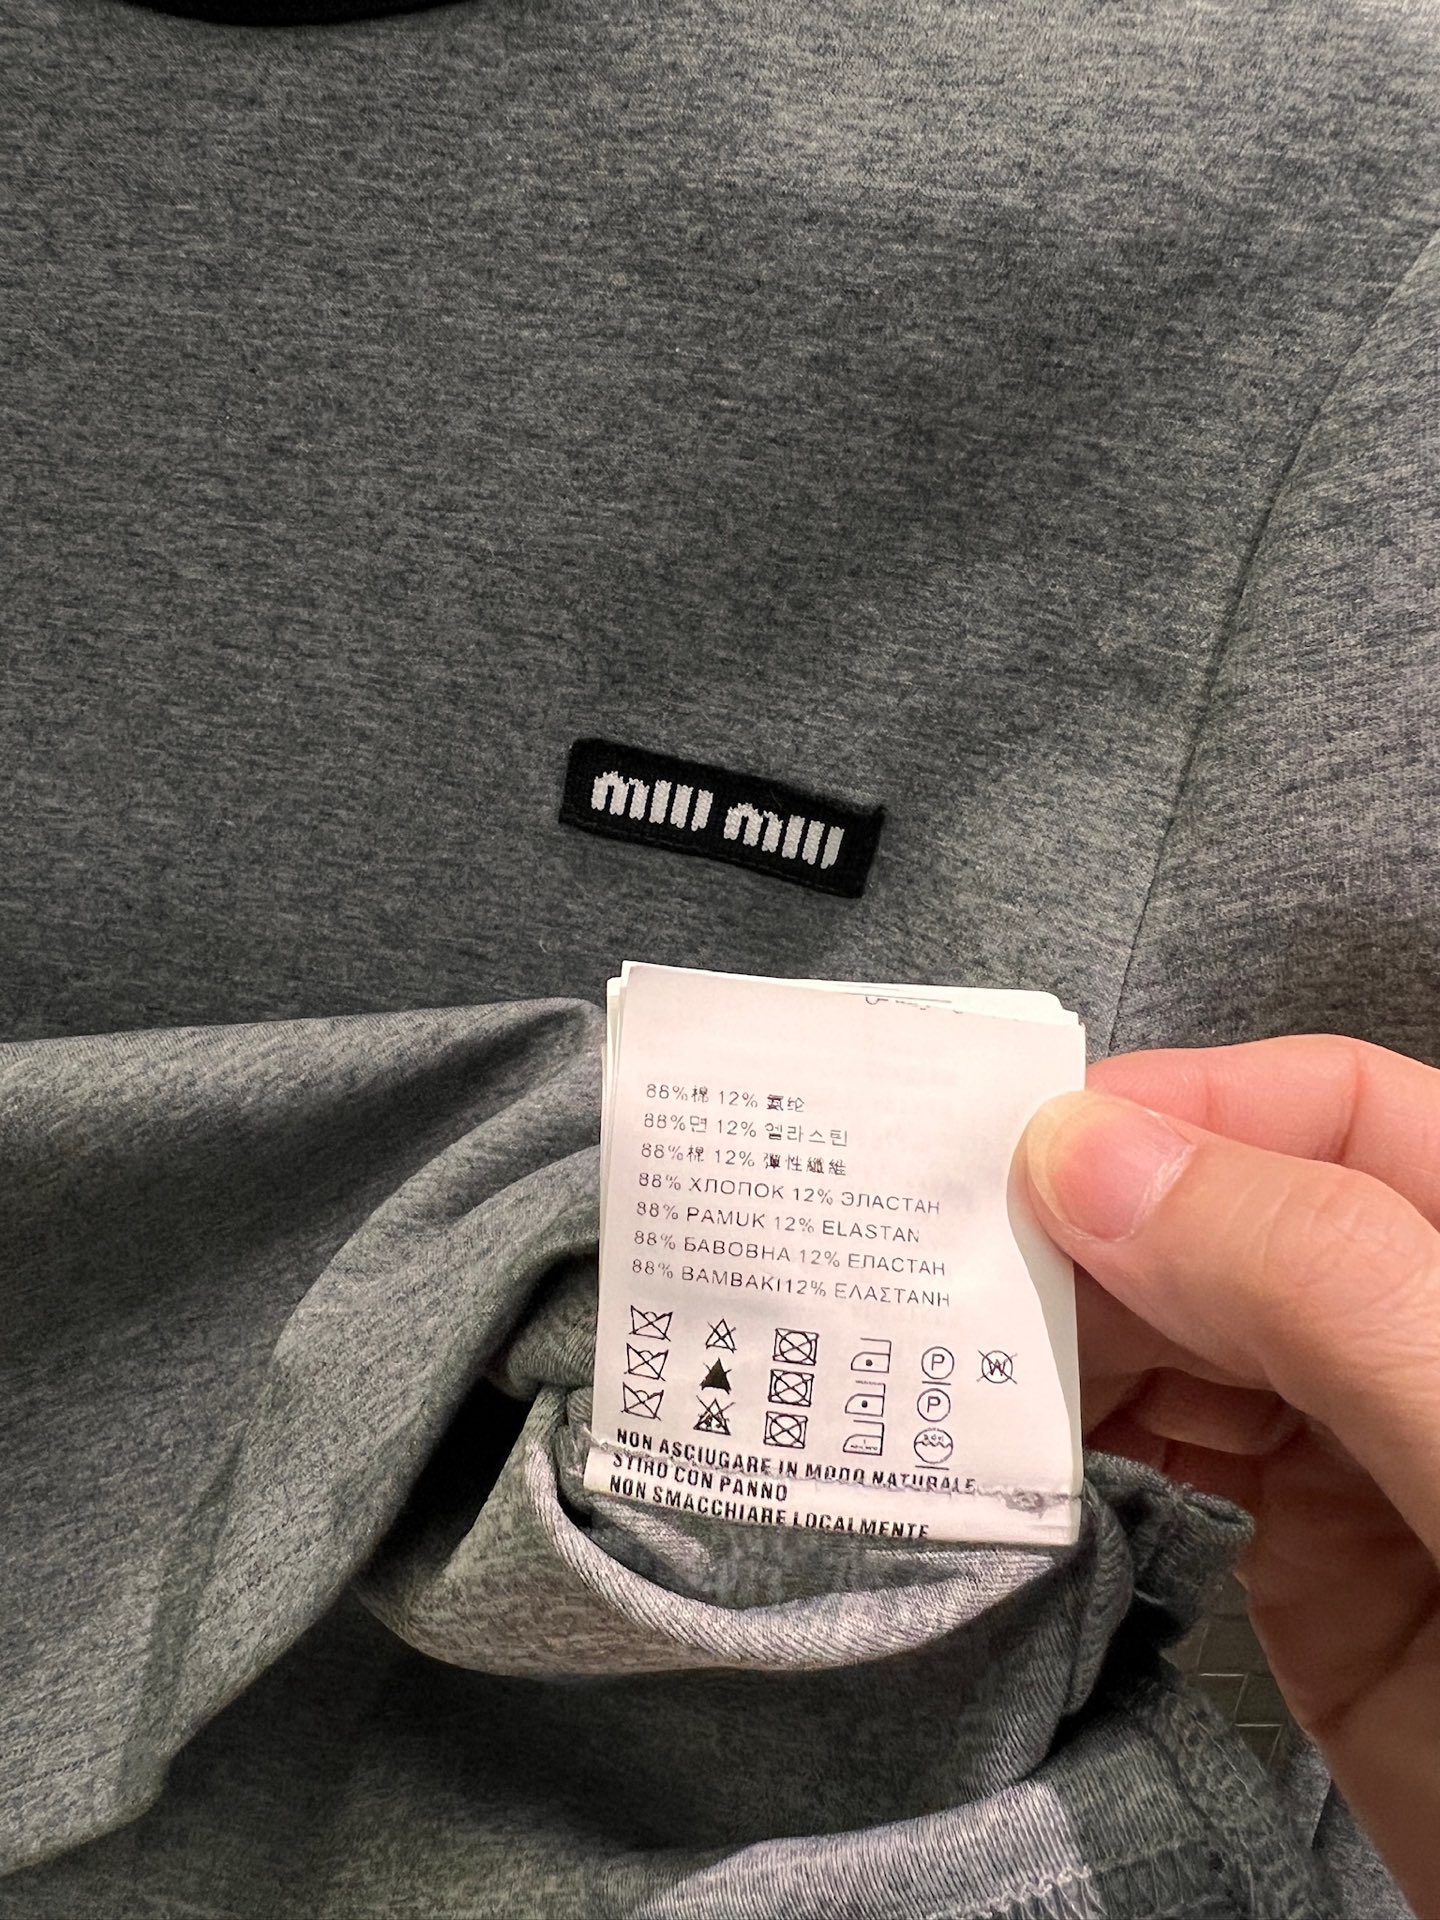 miu miu
88%棉 12% 氨纶
88%면 12% 엘라스틴
88%棉 12% 彈性纖維
88% ХЛОПОК 12% ЭЛАСТАН
88% PAMUK 12% ELASTAN
88% БАВОВНА 12% ЕЛАСТАН
88% ΒΑΜΒΑΚΙ12% ΕΛΑΣΤΑΝΗ
P W
P
NON ASCIUGARE IN MODO NATURALE
STIRO CON PANNO
NON SMACCHIARE LOCALMENTE